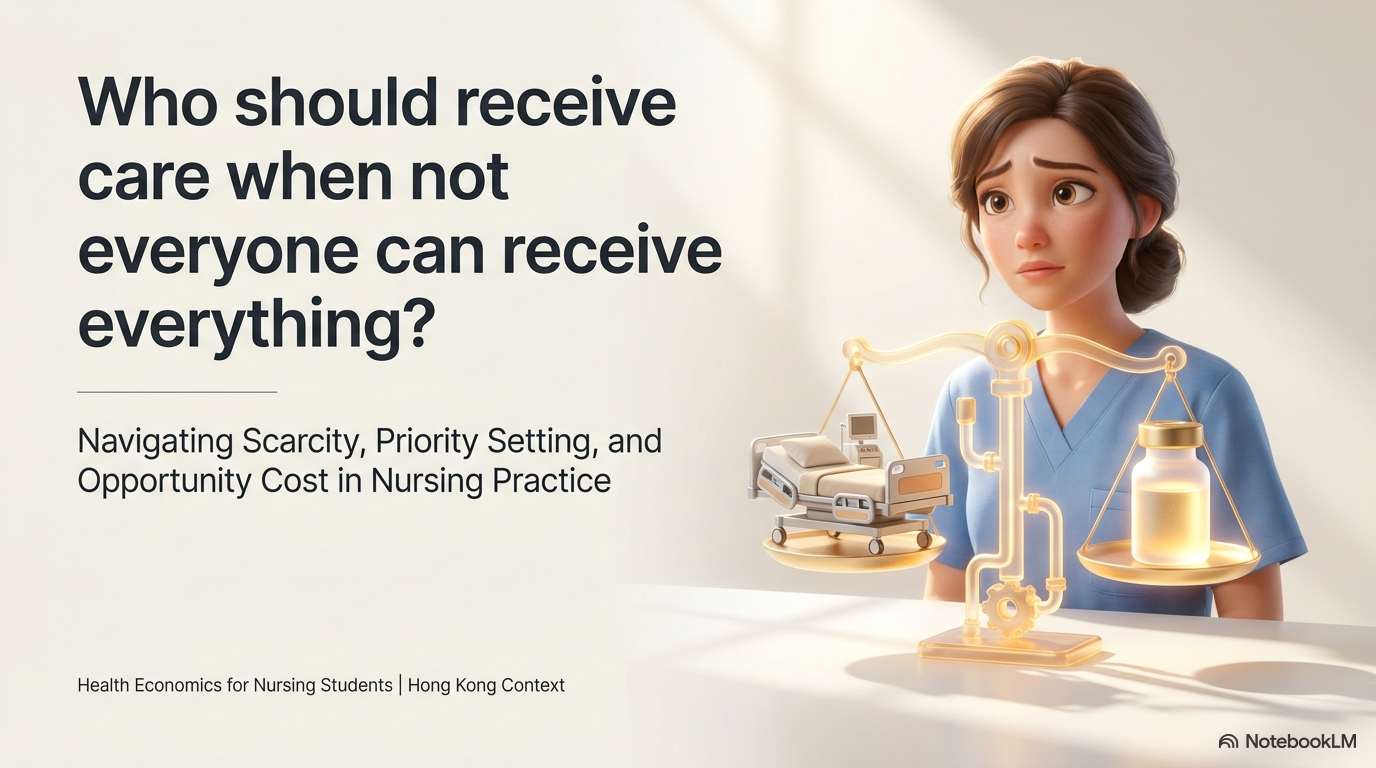 Who should receive
care when not
everyone can receive
everything?
Navigating Scarcity, Priority Setting, and
Opportunity Cost in Nursing Practice
Health Economics for Nursing Students | Hong Kong Context
NotebookLM